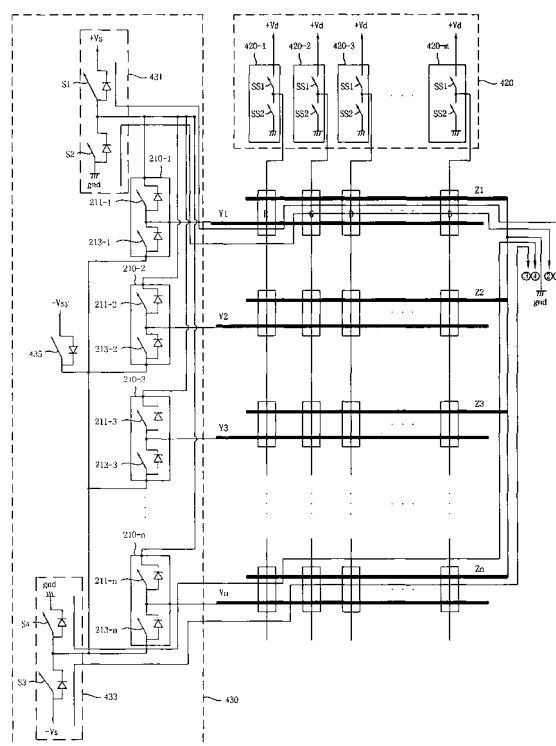 +Vs
431
S1
S2
gnd
+Vd +Vd +Vd +Vd
420-1 420-2 420-3 420-m
SS1 SS1 SS1 SS1
SS2 SS2 SS2 SS2
. . . .
420
210-1
211-1
213-1
Y1
Z1
R G B B
③④ ②①
gnd
210-2
211-2
213-2
Y2
Z2
-Vsy
435
210-3
211-3
213-3
Y3
Z3
210-n
211-n
213-n
Yn
Zn
gnd
S4
S3
433
-Vs
430